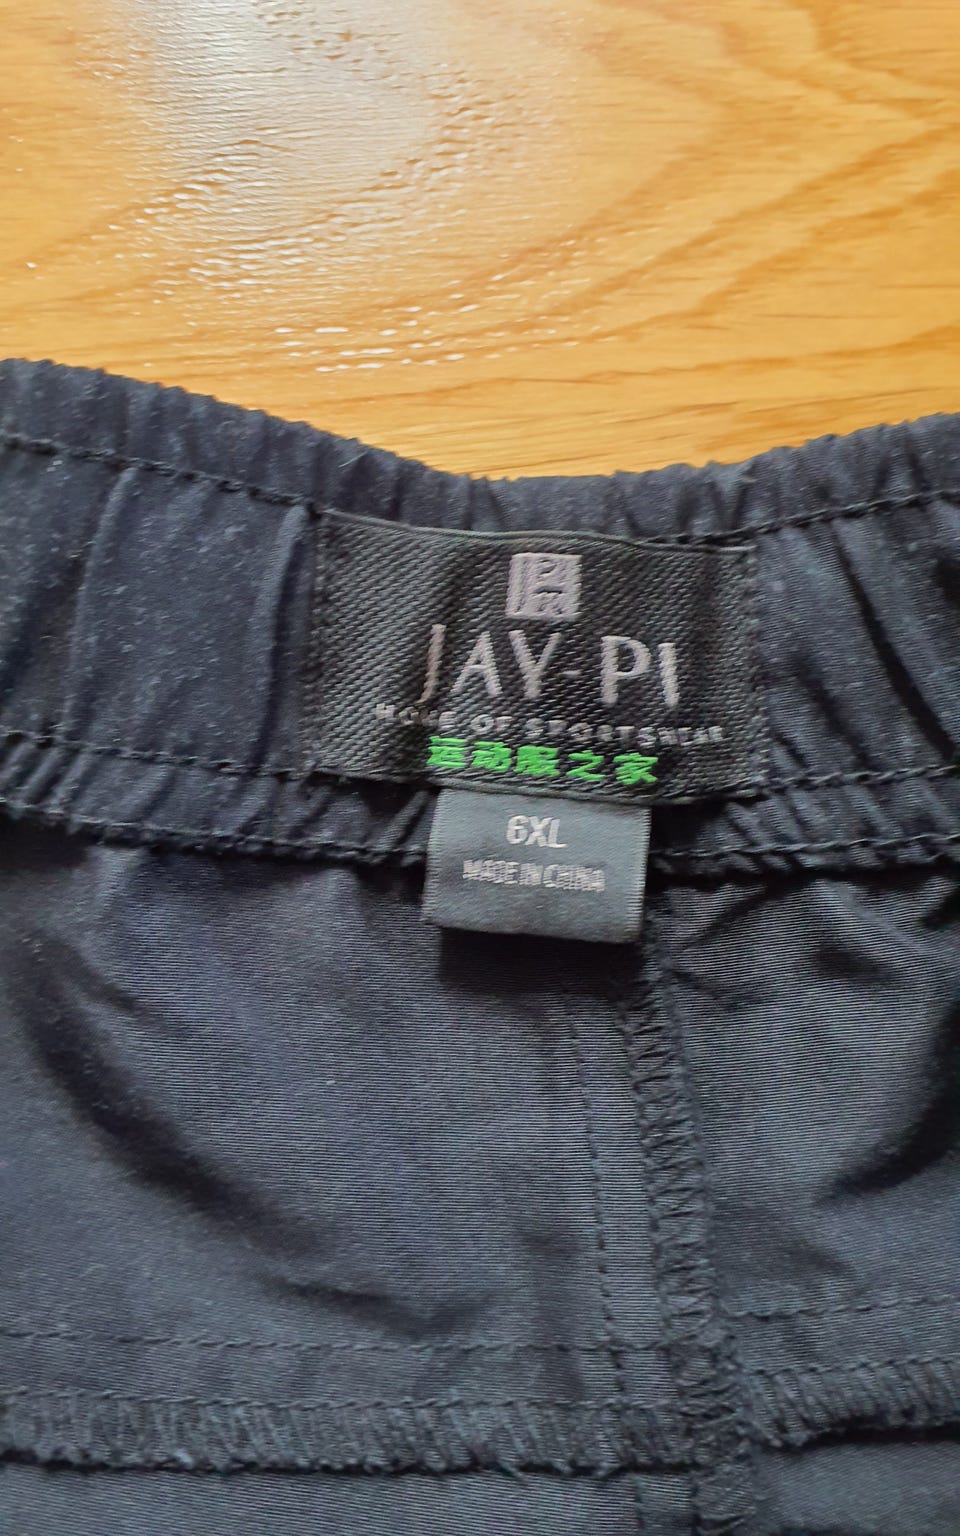 JAY-PI
HOME OF SPORTSWEAR
运动服之家
6XL
MADE IN CHINA